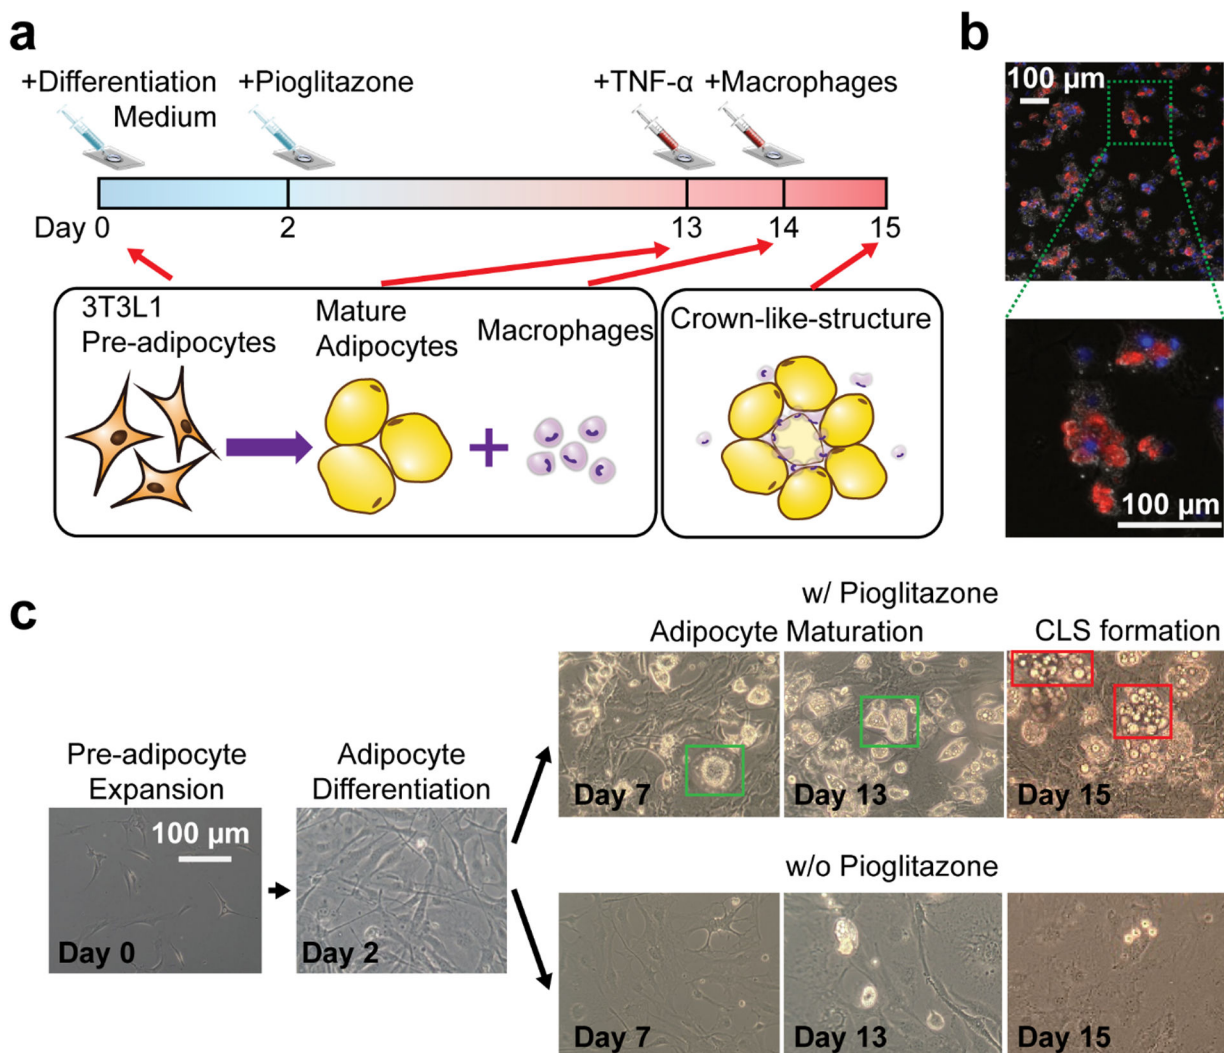 a
+Differentiation
Medium
+Pioglitazone
+TNF-α
+Macrophages
Day 0
2
13
14
15
3T3L1
Pre-adipocytes
Mature
Adipocytes
Macrophages
Crown-like-structure
b
100 µm
100 µm
c
w/ Pioglitazone
Adipocyte Maturation
CLS formation
Pre-adipocyte
Expansion
Adipocyte
Differentiation
100 µm
Day 0
Day 2
Day 7
Day 13
Day 15
w/o Pioglitazone
Day 7
Day 13
Day 15